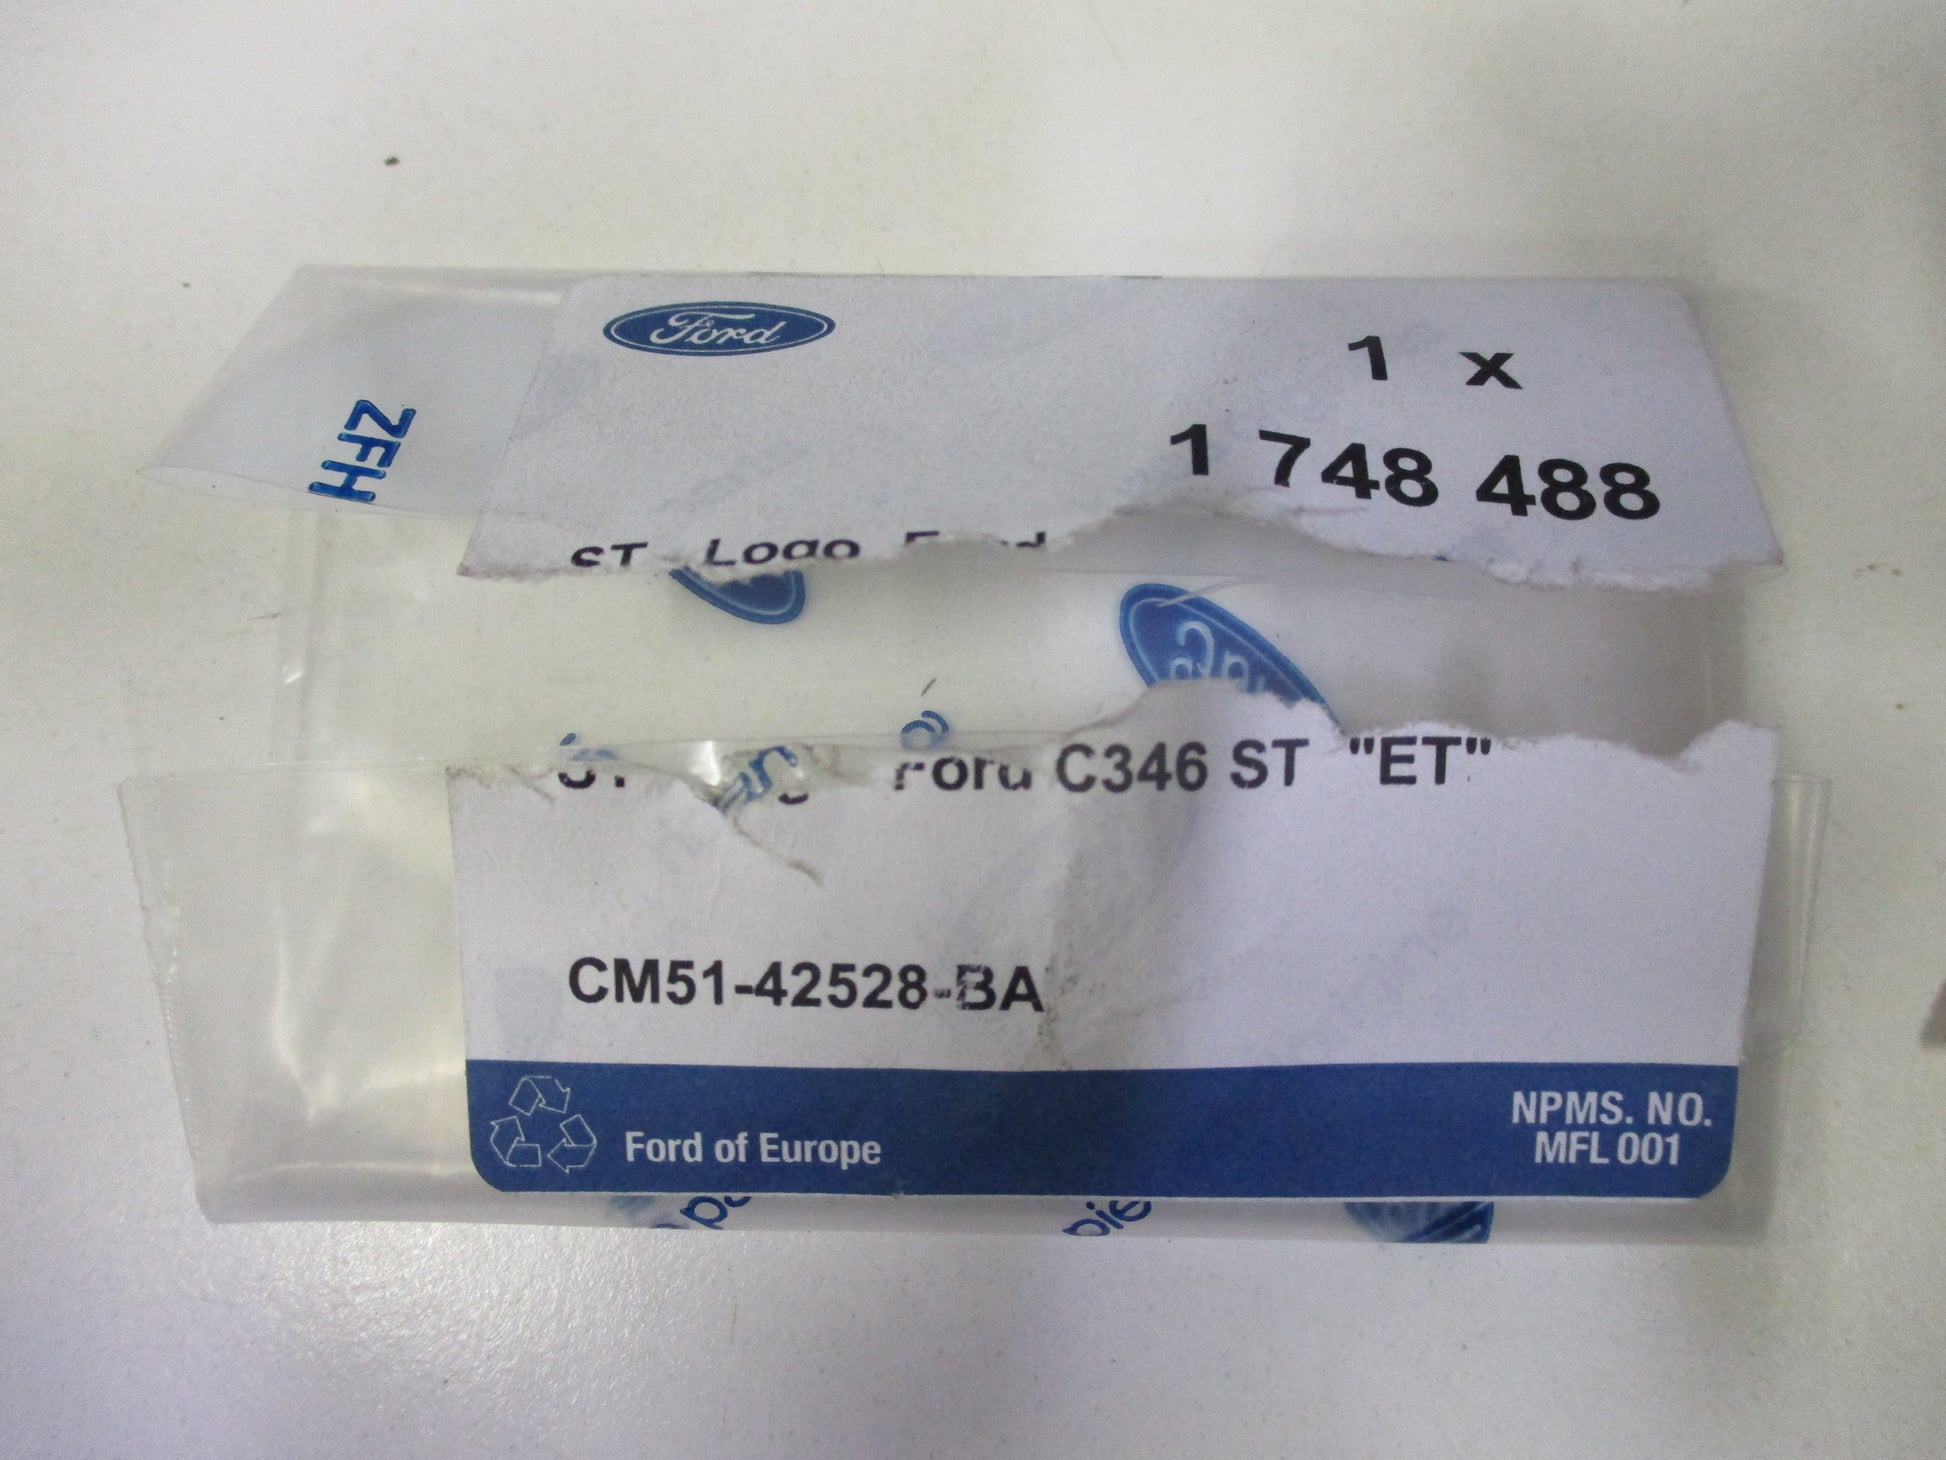 Ford
1 x
1 748 488
ZFH
ST Logo Ford
Ford C346 ST "ET"
CM51-42528-BA
Ford of Europe
NPMS. NO.
MFL 001